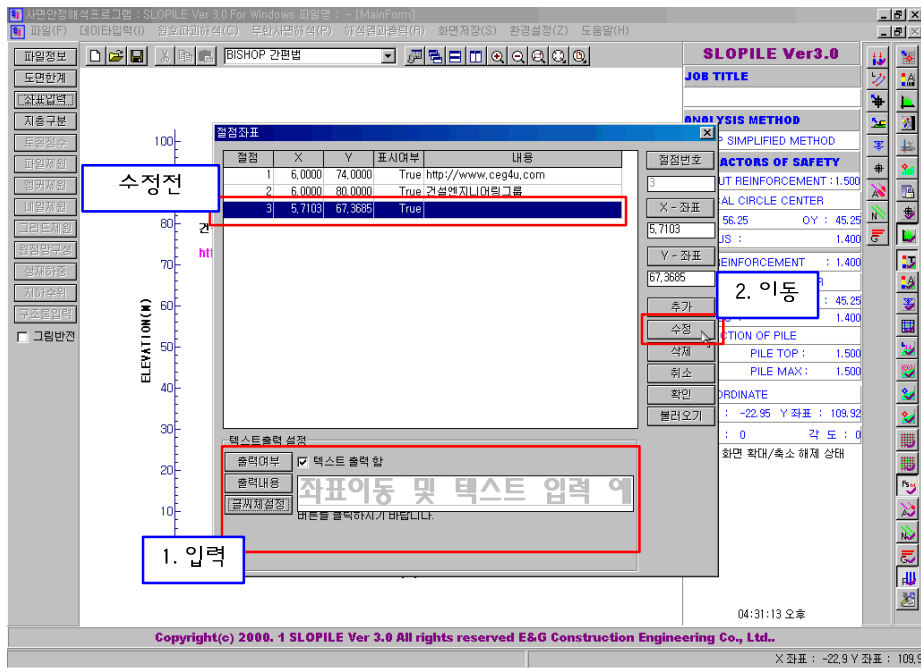 사면안정해석프로그램 : SLOPILE Ver 3.0 For Windows 파일명 : - [MainForm]
파일(F) 데이타입력(I) 원호파괴해석(C) 무한사면해석(P) 해석결과출력(R) 화면저장(S) 환경설정(Z) 도움말(H)
파일정보
BISHOP 간편법
도면한계
좌표입력
지층구분
토질정수
파일제원
앵커제원
네일제원
그리드제원
원점망구성
상재하중
지하수위
구조물입력
그림반전
수정전
100
80
70
60
50
40
30
20
10
ELEVATION(M)
건
htt
절점좌표
절점 X Y 표시여부 내용
1 6,0000 74,0000 True http://www,ceg4u,com
2 6,0000 80,0000 True 건설엔지니어링그룹
3 5,7103 67,3685 True
절점번호
3
X - 좌표
5,7103
Y - 좌표
67,3685
추가
수정
삭제
취소
확인
불러오기
2. 이동
텍스트출력 설정
출력여부 텍스트 출력 함
출력내용 좌표이동 및 텍스트 입력 예
글씨체설정
버튼을 클릭하시기 바랍니다.
1. 입력
SLOPILE Ver3.0
JOB TITLE
ANALYSIS METHOD
P SIMPLIFIED METHOD
ACTORS OF SAFETY
UT REINFORCEMENT : 1.500
AL CIRCLE CENTER
56.25 OY : 45.25
US : 1.400
EINFORCEMENT : 1.400
R
: 45.25
1.400
CTION OF PILE
PILE TOP : 1.500
PILE MAX : 1.500
ORDINATE
: -22.95 Y 좌표 : 109.92
: 0 각 도 : 0
화면 확대/축소 해제 상태
04:31:13 오후
Copyright(c) 2000. 1 SLOPILE Ver 3.0 All rights reserved E&G Construction Engineering Co., Ltd..
X 좌표 : -22,9 Y 좌표 : 109,9